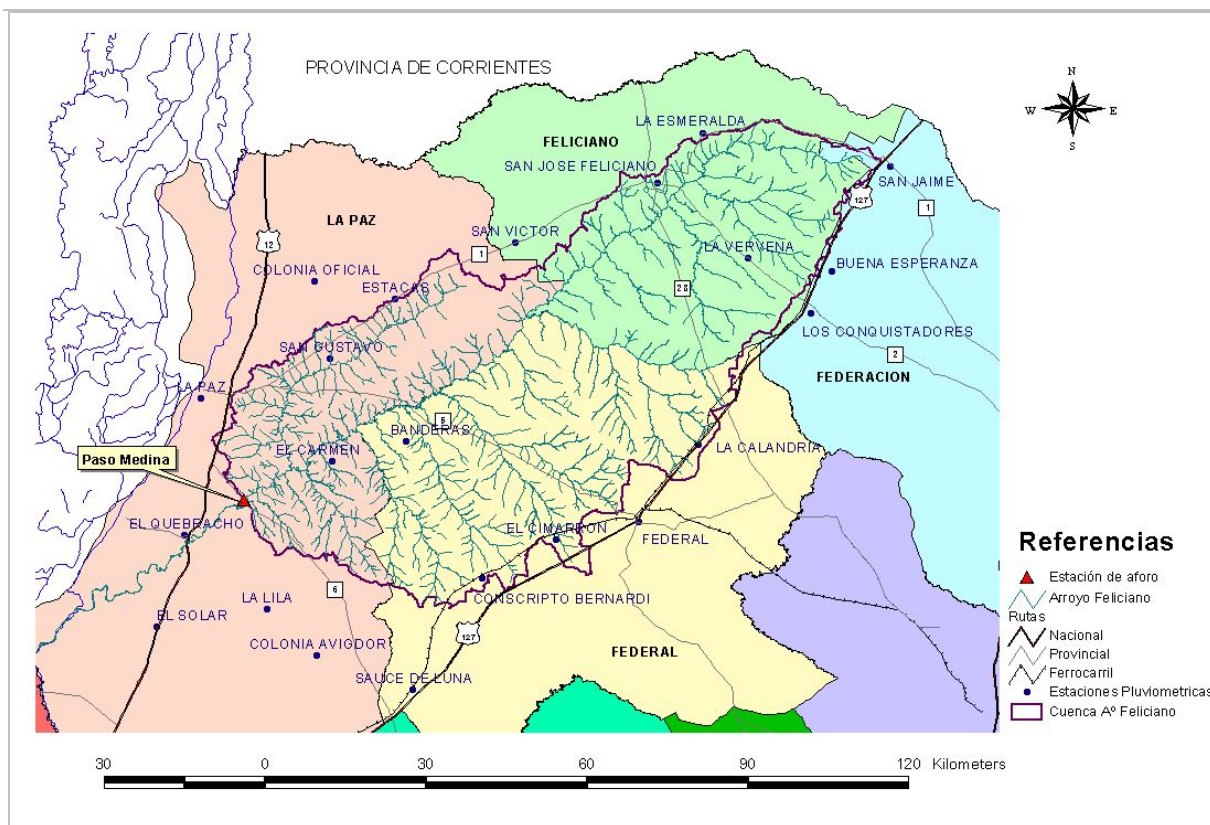 PROVINCIA DE CORRIENTES
N
W
E
S
LA ESMERALDA
FELICIANO
SAN JOSE FELICIANO
SAN JAIME
127
1
LA PAZ
SAN VICTOR
12
1
LA VERVENA
BUENA ESPERANZA
COLONIA OFICIAL
ESTACAS
28
LOS CONQUISTADORES
SAN GUSTAVO
2
FEDERACION
LA PAZ
5
BANDERAS
EL CARMEN
LA CALANDRIA
Paso Medina
EL QUEBRACHO
EL CIMARRON
FEDERAL
6
LA LILA
CONSCRIPTO BERNARDI
EL SOLAR
127
COLONIA AVIGDOR
FEDERAL
SAUCE DE LUNA
Referencias
Estación de aforo
Arroyo Feliciano
Rutas
Nacional
Provincial
Ferrocarril
Estaciones Pluviometricas
Cuenca Aº Feliciano
30 0 30 60 90 120 Kilometers